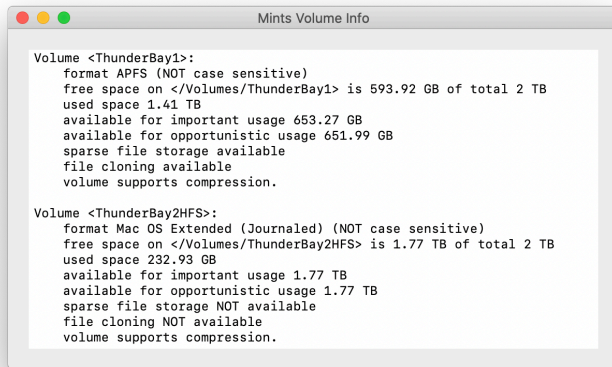 Mints Volume Info
Volume <ThunderBay1>:
format APFS (NOT case sensitive)
free space on </Volumes/ThunderBay1> is 593.92 GB of total 2 TB
used space 1.41 TB
available for important usage 653.27 GB
available for opportunistic usage 651.99 GB
sparse file storage available
file cloning available
volume supports compression.
Volume <ThunderBay2HFS>:
format Mac OS Extended (Journaled) (NOT case sensitive)
free space on </Volumes/ThunderBay2HFS> is 1.77 TB of total 2 TB
used space 232.93 GB
available for important usage 1.77 TB
available for opportunistic usage 1.77 TB
sparse file storage NOT available
file cloning NOT available
volume supports compression.